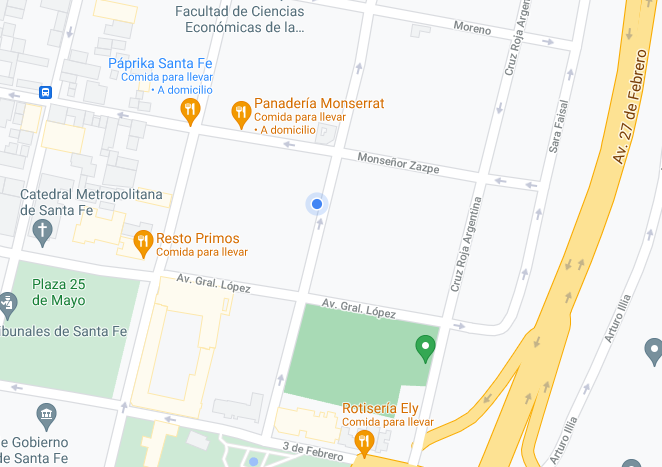 Facultad de Ciencias
Económicas de la...
Moreno
Cruz Roja Argentina
Av. 27 de Febrero
Páprika Santa Fe
Comida para llevar
• A domicilio
Panadería Monserrat
Comida para llevar
• A domicilio
Sara Faisal
Monseñor Zazpe
Catedral Metropolitana
de Santa Fe
Resto Primos
Comida para llevar
Cruz Roja Argentina
Plaza 25
de Mayo
Av. Gral. López
Av. Gral. López
Arturo Illia
ibunales de Santa Fe
Rotisería Ely
Comida para llevar
e Gobierno
de Santa Fe
3 de Febrero
Arturo Illia